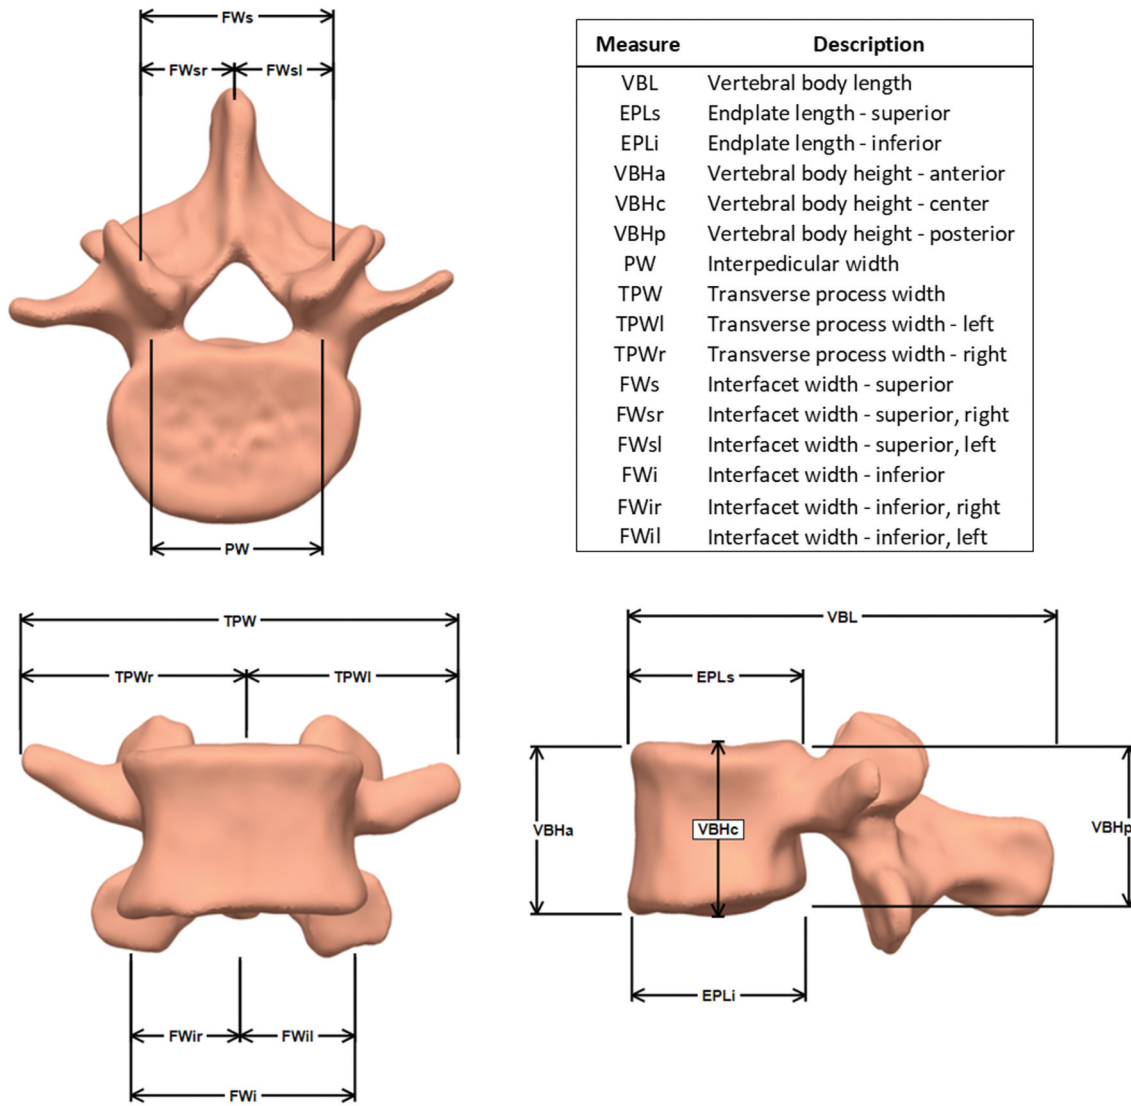 FWs
FWsr FWsl
PW
Measure Description
VBL Vertebral body length
EPLs Endplate length - superior
EPLi Endplate length - inferior
VBHa Vertebral body height - anterior
VBHc Vertebral body height - center
VBHp Vertebral body height - posterior
PW Interpedicular width
TPW Transverse process width
TPWl Transverse process width - left
TPWr Transverse process width - right
FWs Interfacet width - superior
FWsr Interfacet width - superior, right
FWsl Interfacet width - superior, left
FWi Interfacet width - inferior
FWir Interfacet width - inferior, right
FWil Interfacet width - inferior, left
TPW
TPWr TPWl
FWir FWil
FWi
VBL
EPLs
VBHa VBHc VBHp
EPLi